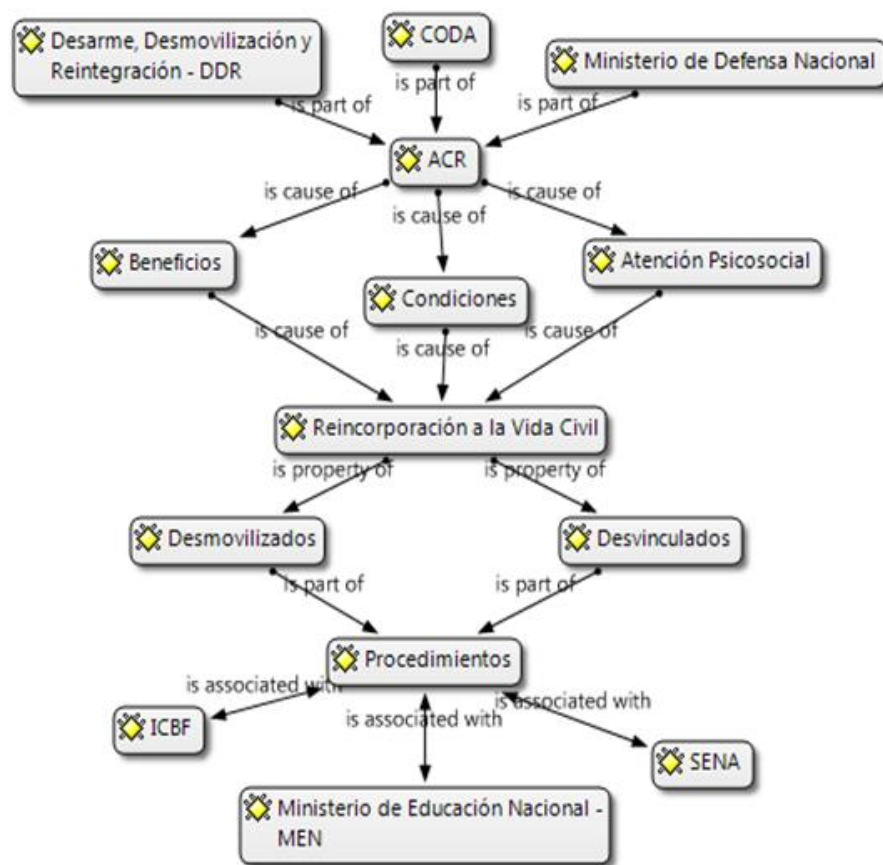 Desarme, Desmovilización y
Reintegración - DDR
CODA
Ministerio de Defensa Nacional
is part of
is part of
is part of
ACR
is cause of
is cause of
is cause of
Beneficios
Condiciones
Atención Psicosocial
is cause of
is cause of
is cause of
Reincorporación a la Vida Civil
is property of
is property of
Desmovilizados
Desvinculados
is part of
is part of
Procedimientos
is associated with
is associated with
is associated with
ICBF
SENA
Ministerio de Educación Nacional -
MEN